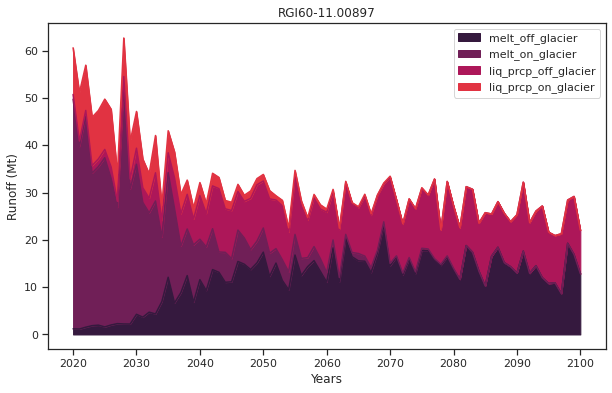 RGI60-11.00897
melt_off_glacier
melt_on_glacier
liq_prcp_off_glacier
liq_prcp_on_glacier
Runoff (Mt)
60
50
40
30
20
10
0
2020 2030 2040 2050 2060 2070 2080 2090 2100
Years